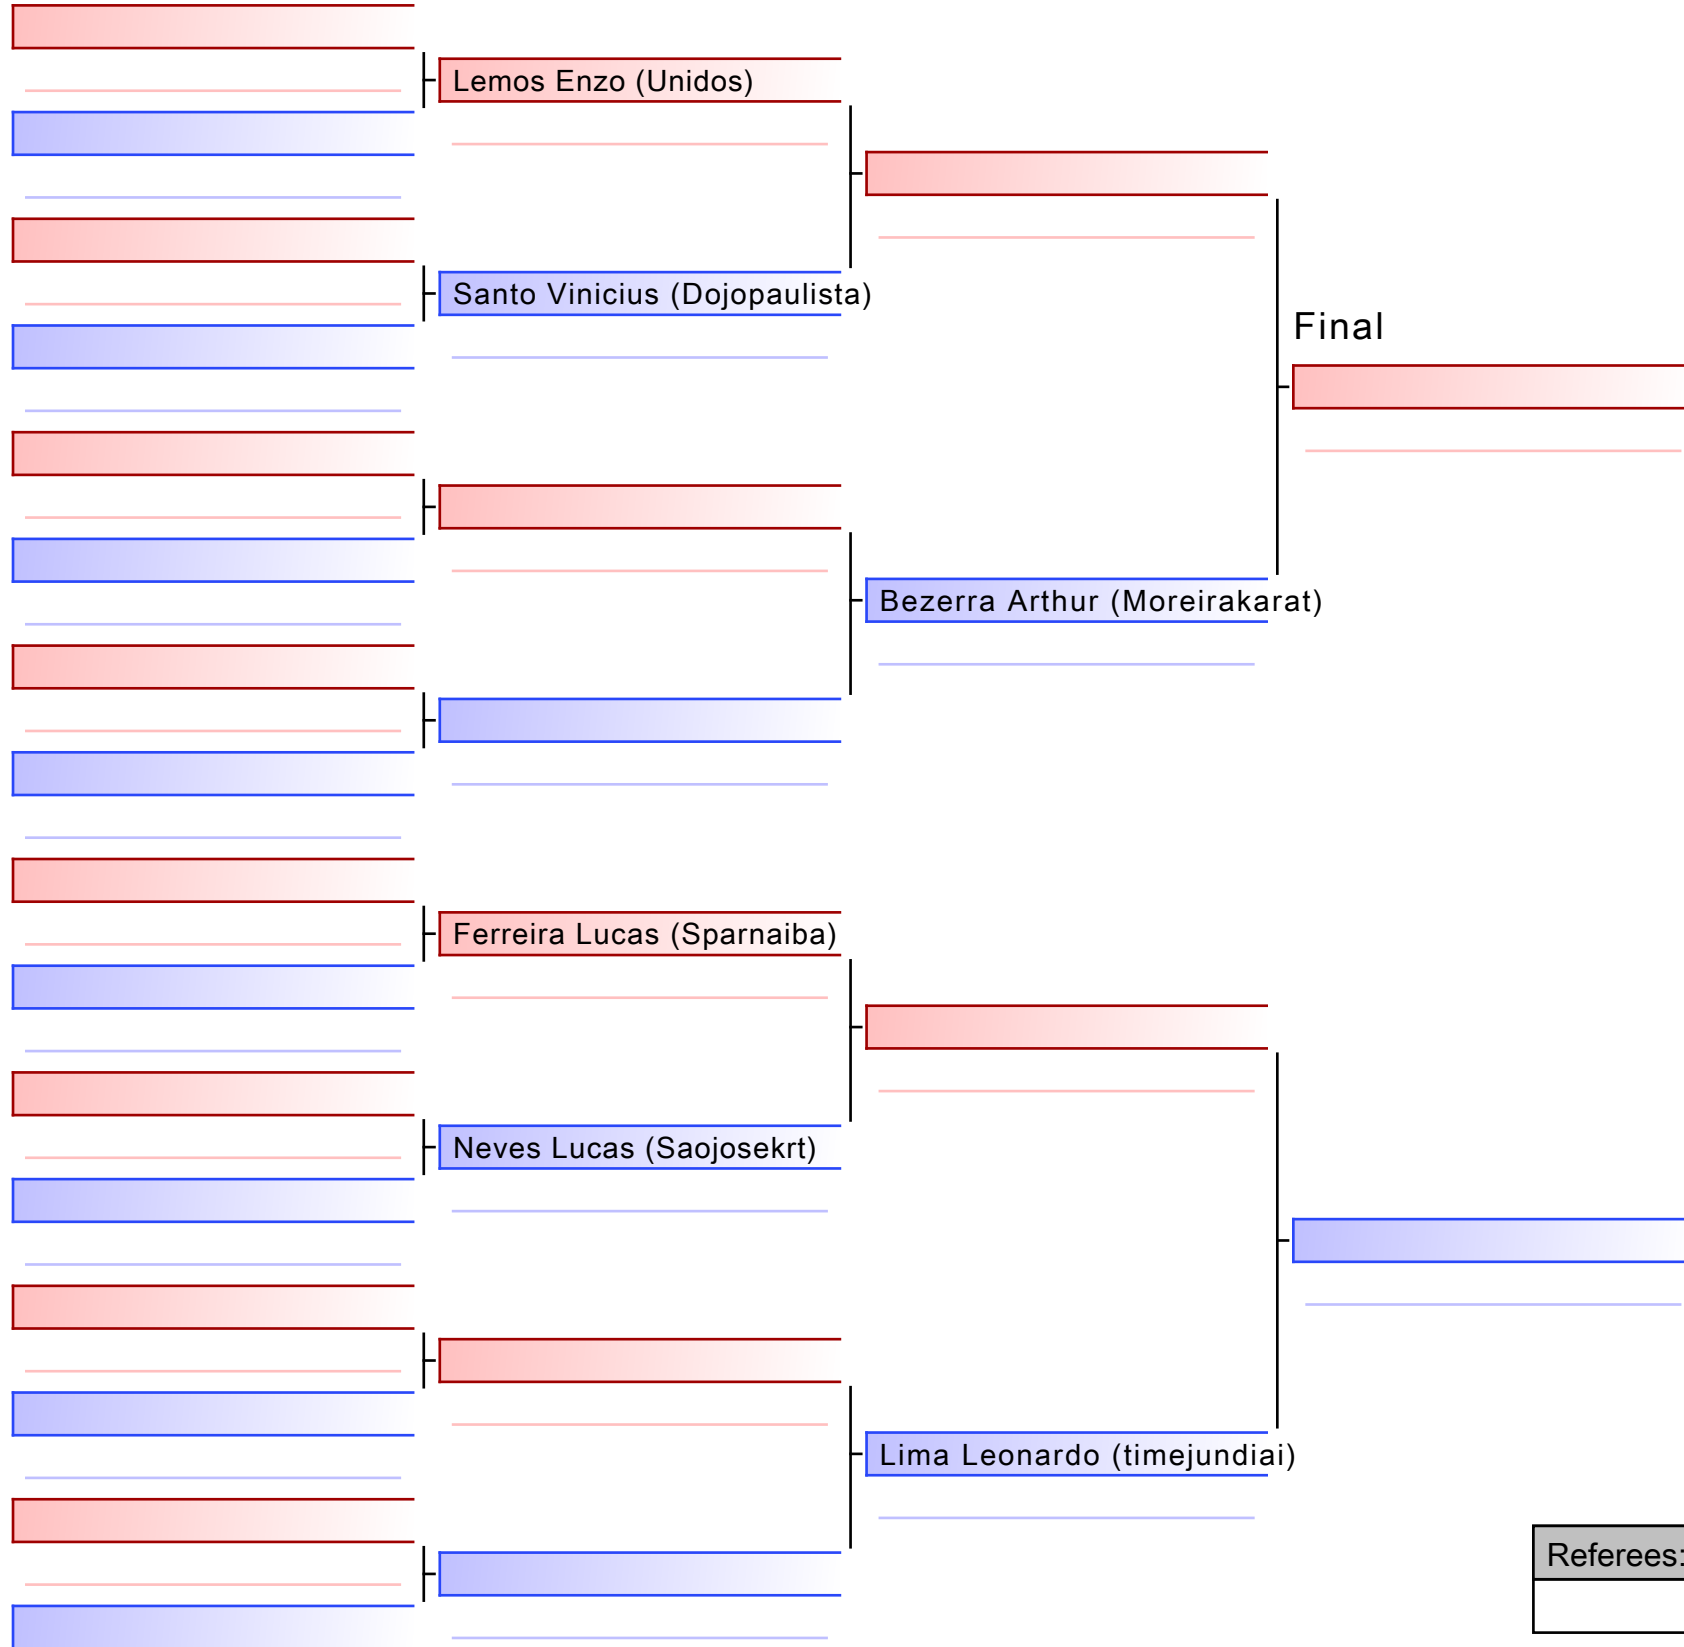 Lemos Enzo (Unidos)
Santo Vinicius (Dojopaulista)
Final
Bezerra Arthur (Moreirakarat)
Ferreira Lucas (Sparnaiba)
Neves Lucas (Saojosekrt)
Lima Leonardo (timejundiai)
Referees: